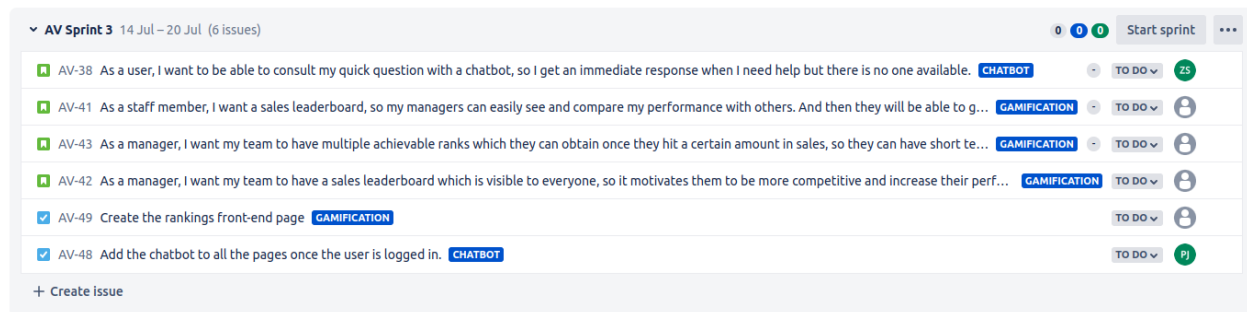 AV Sprint 3 14 Jul – 20 Jul (6 issues) 0 0 0 Start sprint
AV-38 As a user, I want to be able to consult my quick question with a chatbot, so I get an immediate response when I need help but there is no one available. CHATBOT - TO DO ZS
AV-41 As a staff member, I want a sales leaderboard, so my managers can easily see and compare my performance with others. And then they will be able to g... GAMIFICATION - TO DO
AV-43 As a manager, I want my team to have multiple achievable ranks which they can obtain once they hit a certain amount in sales, so they can have short te... GAMIFICATION - TO DO
AV-42 As a manager, I want my team to have a sales leaderboard which is visible to everyone, so it motivates them to be more competitive and increase their perf... GAMIFICATION TO DO
AV-49 Create the rankings front-end page GAMIFICATION TO DO
AV-48 Add the chatbot to all the pages once the user is logged in. CHATBOT TO DO PJ
+ Create issue